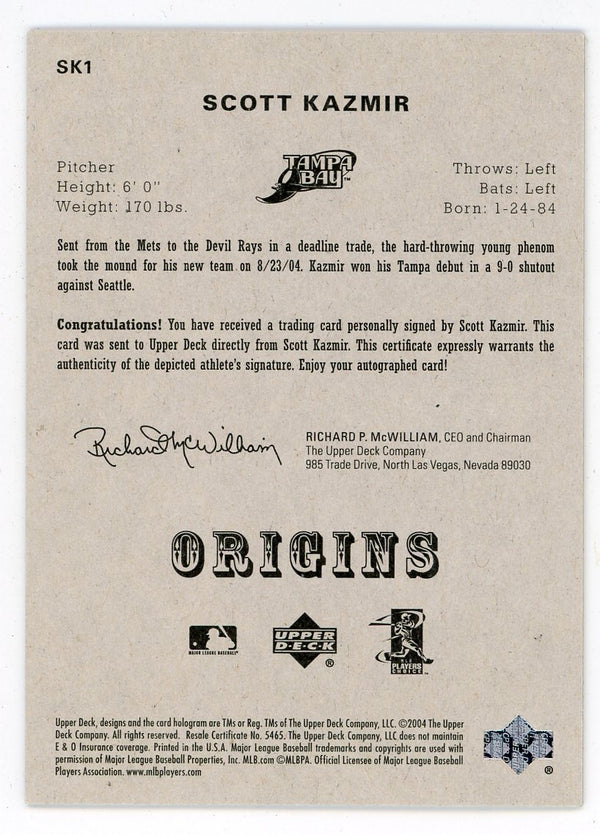 SK1
SCOTT KAZMIR
Pitcher
Height: 6' 0"
Weight: 170 lbs.
TAMPA
BAY™
Throws: Left
Bats: Left
Born: 1-24-84
Sent from the Mets to the Devil Rays in a deadline trade, the hard-throwing young phenom
took the mound for his new team on 8/23/04. Kazmir won his Tampa debut in a 9-0 shutout
against Seattle.
Congratulations! You have received a trading card personally signed by Scott Kazmir. This
card was sent to Upper Deck directly from Scott Kazmir. This certificate expressly warrants the
authenticity of the depicted athlete's signature. Enjoy your autographed card!
Richard McWilliam
RICHARD P. McWILLIAM, CEO and Chairman
The Upper Deck Company
985 Trade Drive, North Las Vegas, Nevada 89030
ORIGINS
MAJOR LEAGUE BASEBALL
UPPER
D·E·C·K
®
MLB
PLAYERS
CHOICE
Upper Deck, designs and the card hologram are TMs or Reg. TMs of The Upper Deck Company, LLC. ©2004 The Upper
Deck Company. All rights reserved. Resale Certificate No. 5465. The Upper Deck Company, LLC does not maintain
E & O Insurance coverage. Printed in the U.S.A. Major League Baseball trademarks and copyrights are used with
permission of Major League Baseball Properties, Inc. MLB.com ©MLBPA. Official Licensee of Major League Baseball
Players Association. www.mlbplayers.com
®